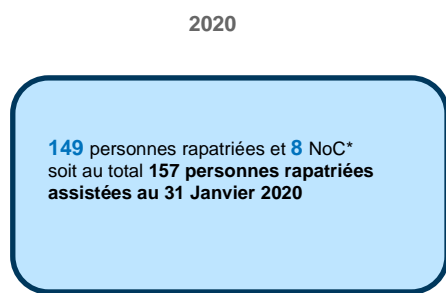 2020
149 personnes rapatriées et 8 NoC*
soit au total 157 personnes rapatriées
assistées au 31 Janvier 2020